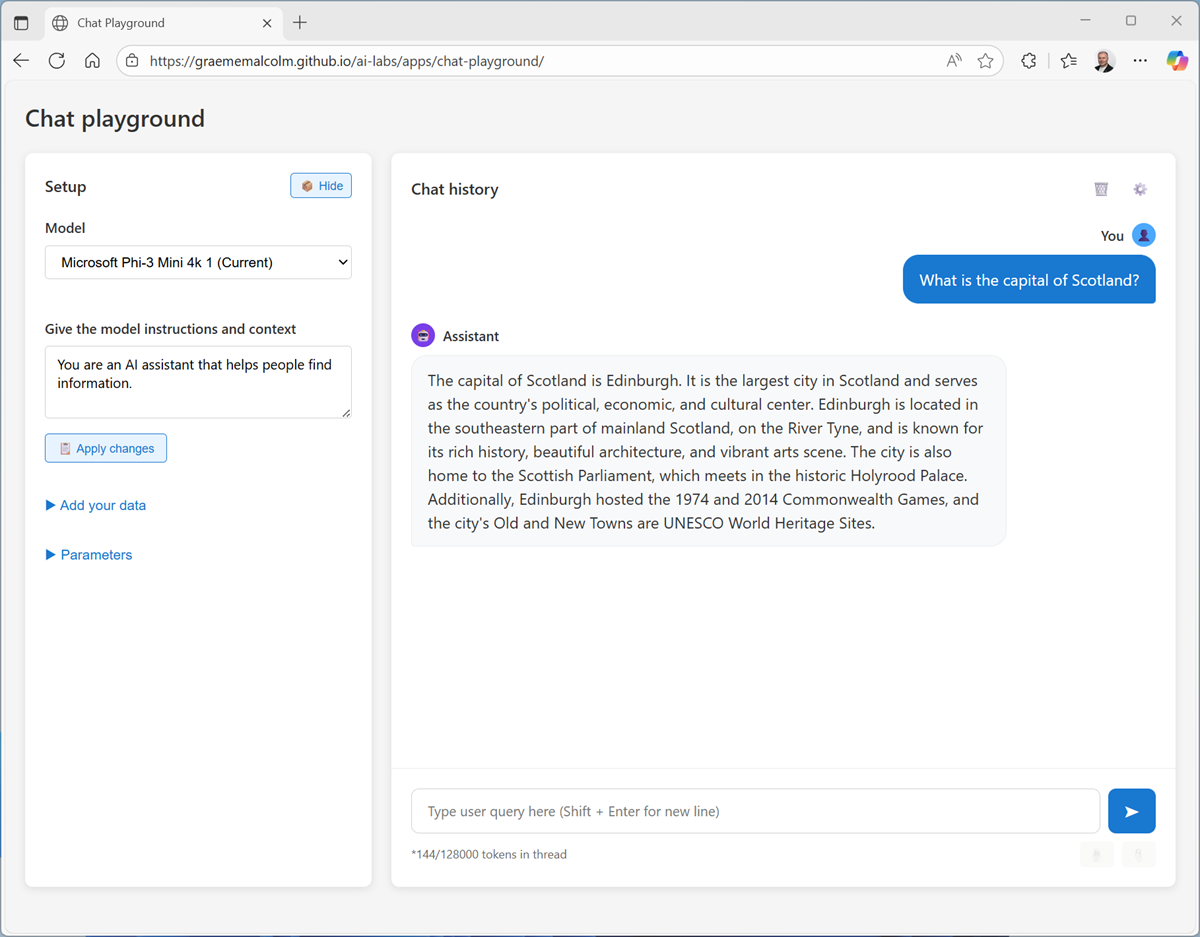 Chat Playground
https://graememalcolm.github.io/ai-labs/apps/chat-playground/
Chat playground
Setup
Hide
Model
Microsoft Phi-3 Mini 4k 1 (Current)
Give the model instructions and context
You are an AI assistant that helps people find
information.
Apply changes
Add your data
Parameters
Chat history
You
What is the capital of Scotland?
Assistant
The capital of Scotland is Edinburgh. It is the largest city in Scotland and serves
as the country's political, economic, and cultural center. Edinburgh is located in
the southeastern part of mainland Scotland, on the River Tyne, and is known for
its rich history, beautiful architecture, and vibrant arts scene. The city is also
home to the Scottish Parliament, which meets in the historic Holyrood Palace.
Additionally, Edinburgh hosted the 1974 and 2014 Commonwealth Games, and
the city's Old and New Towns are UNESCO World Heritage Sites.
Type user query here (Shift + Enter for new line)
*144/128000 tokens in thread